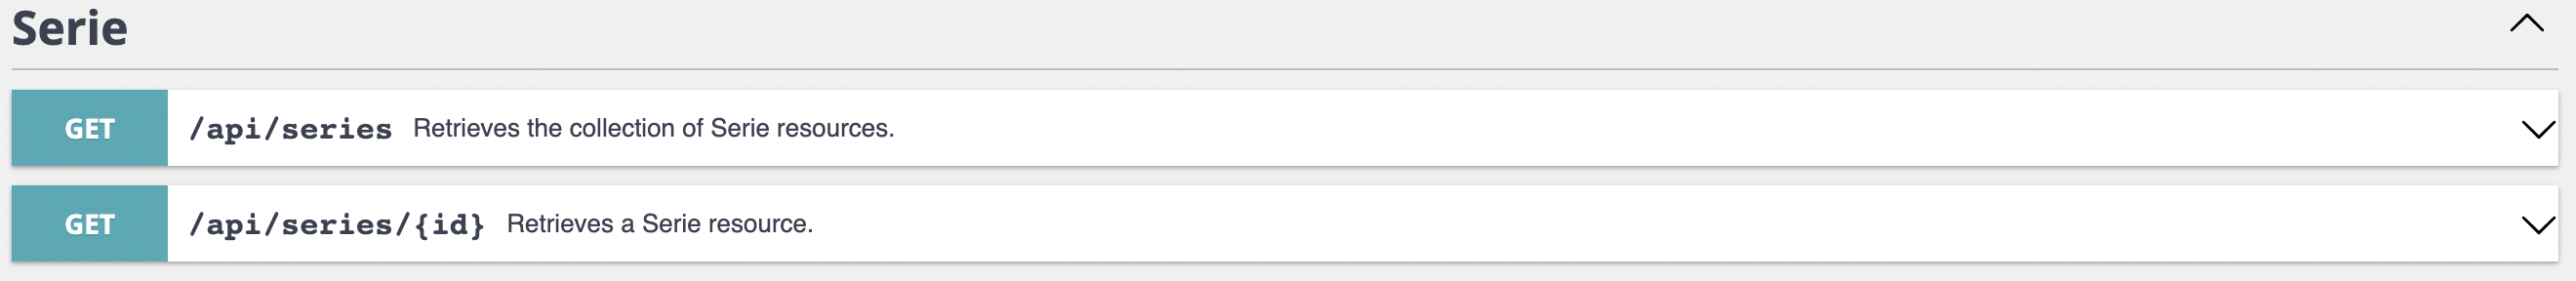 Serie
GET /api/series Retrieves the collection of Serie resources.
GET /api/series/{id} Retrieves a Serie resource.